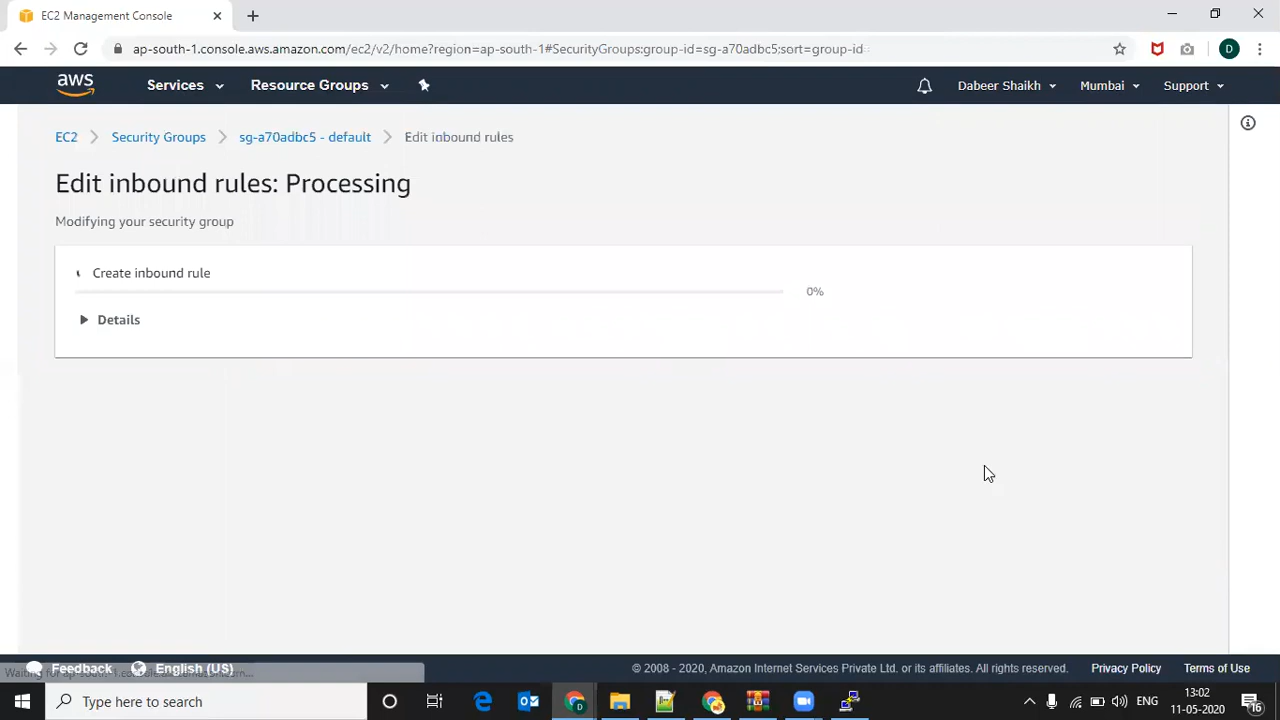 EC2 Management Console
ap-south-1.console.aws.amazon.com/ec2/v2/home?region=ap-south-1#SecurityGroups:group-id=sg-a70adbc5;sort=group-id
D
aws Services Resource Groups Dabeer Shaikh Mumbai Support
EC2 Security Groups sg-a70adbc5 - default Edit inbound rules
Edit inbound rules: Processing
Modifying your security group
Create inbound rule
0%
Details
Feedback English (US) © 2008 - 2020, Amazon Internet Services Private Ltd. or its affiliates. All rights reserved. Privacy Policy Terms of Use
Type here to search
ENG
13:02
11-05-2020
16